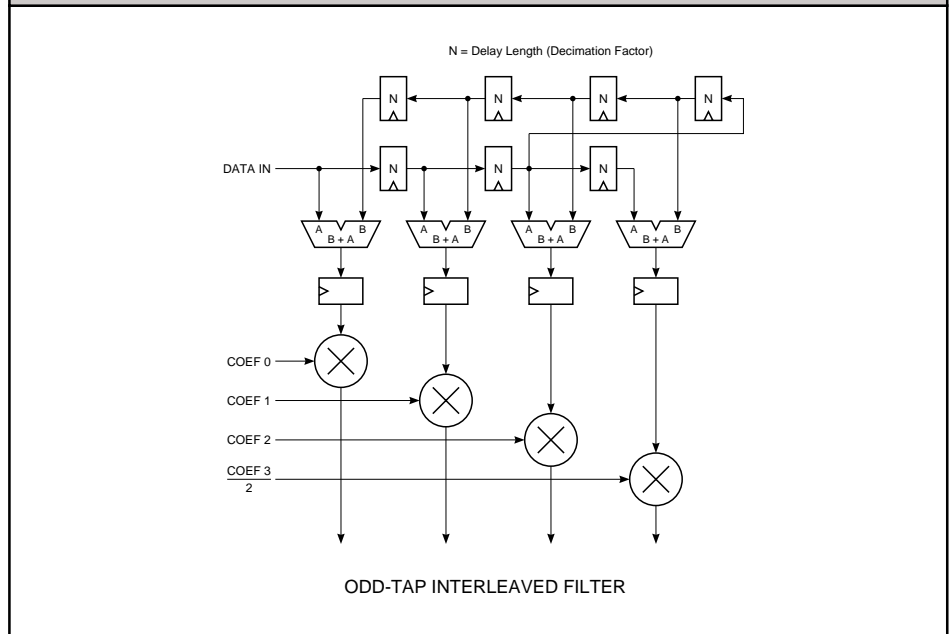 N = Delay Length (Decimation Factor)
N N N N
DATA IN N N N
A B A B A B A B
B + A B + A B + A B + A
COEF 0
COEF 1
COEF 2
COEF 3
2
ODD-TAP INTERLEAVED FILTER